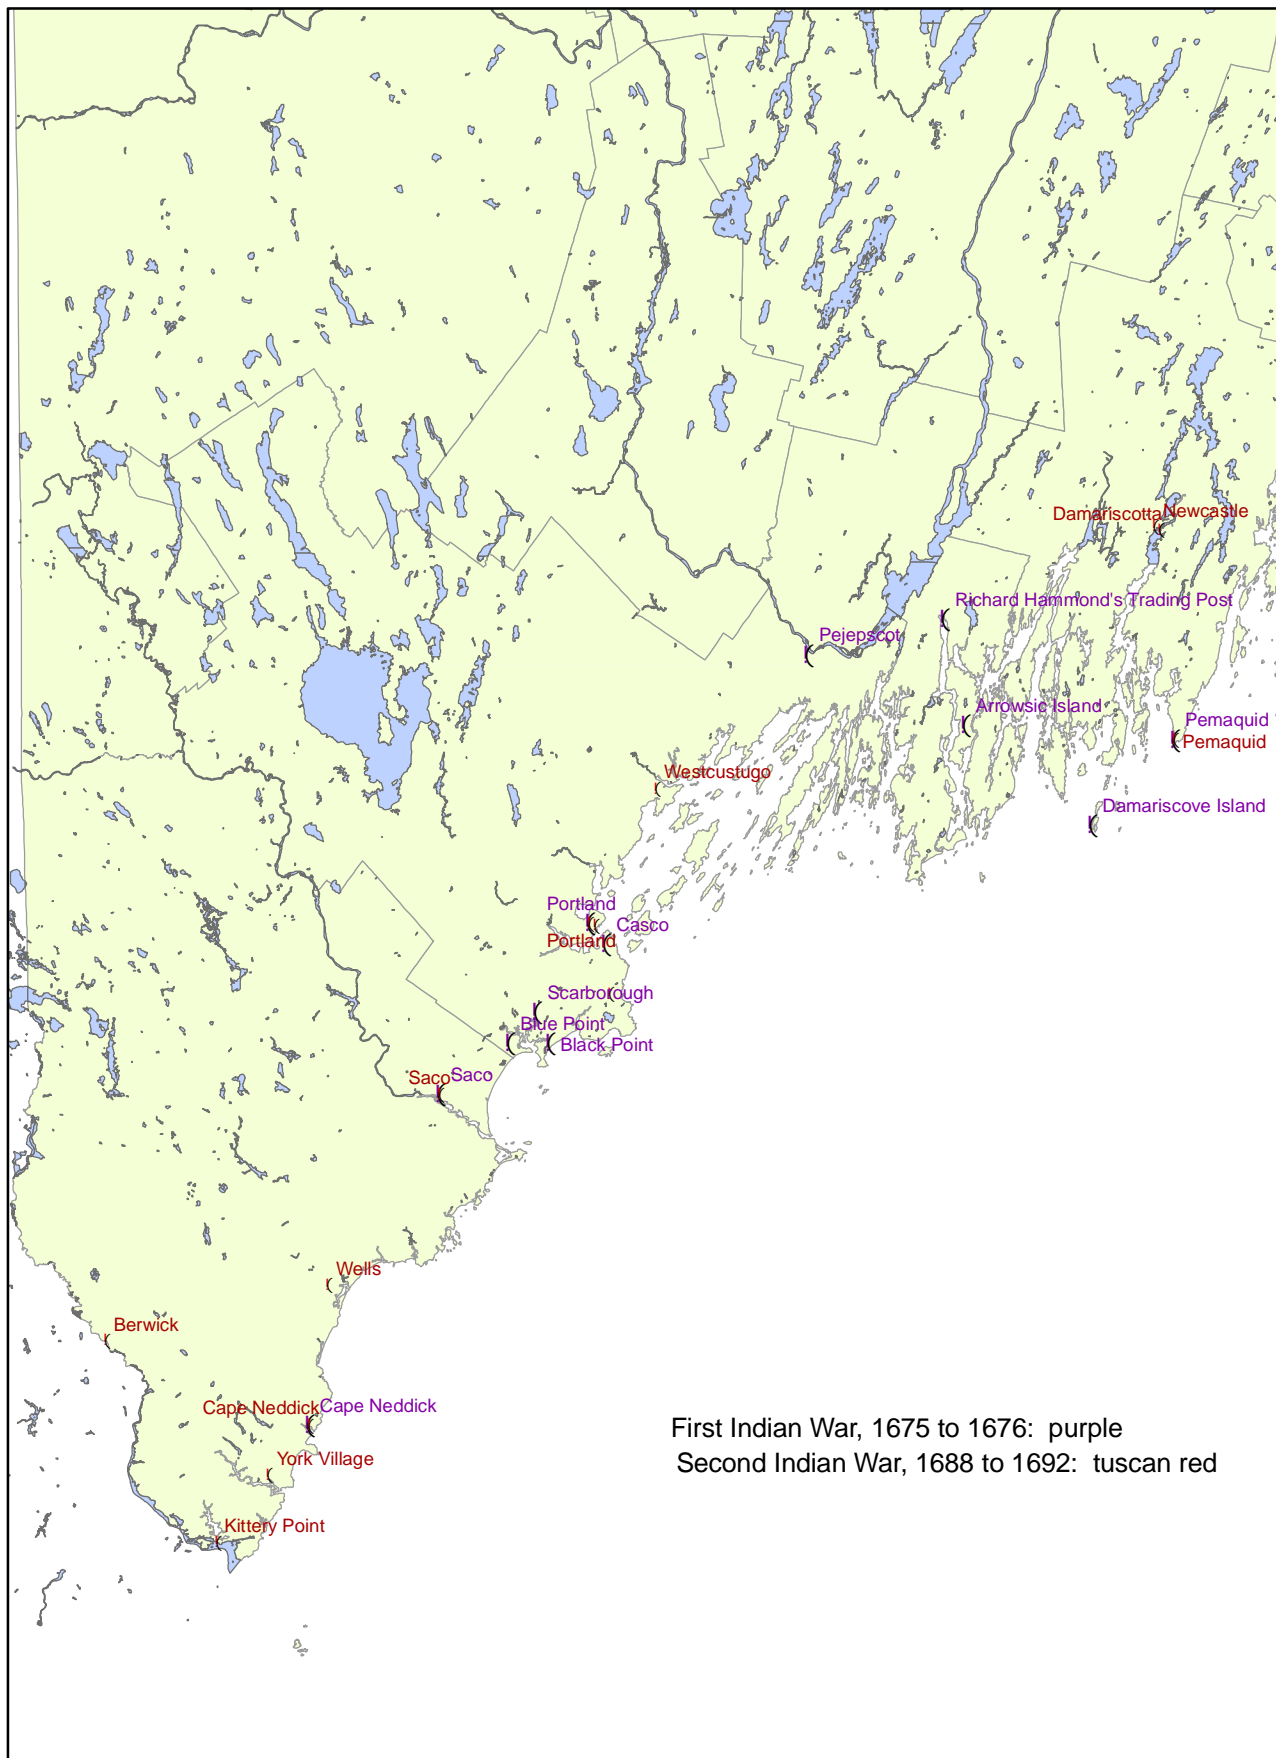 Damariscotta
Newcastle
Richard Hammond's Trading Post
Pejepscot
Arrowsic Island
Pemaquid
Pemaquid
Westcustugo
Damariscove Island
Portland
Casco
Portland
Scarborough
Blue Point
Black Point
Saco
Saco
Wells
Berwick
Cape Neddick
Cape Neddick
York Village
Kittery Point
First Indian War, 1675 to 1676: purple
Second Indian War, 1688 to 1692: tuscan red